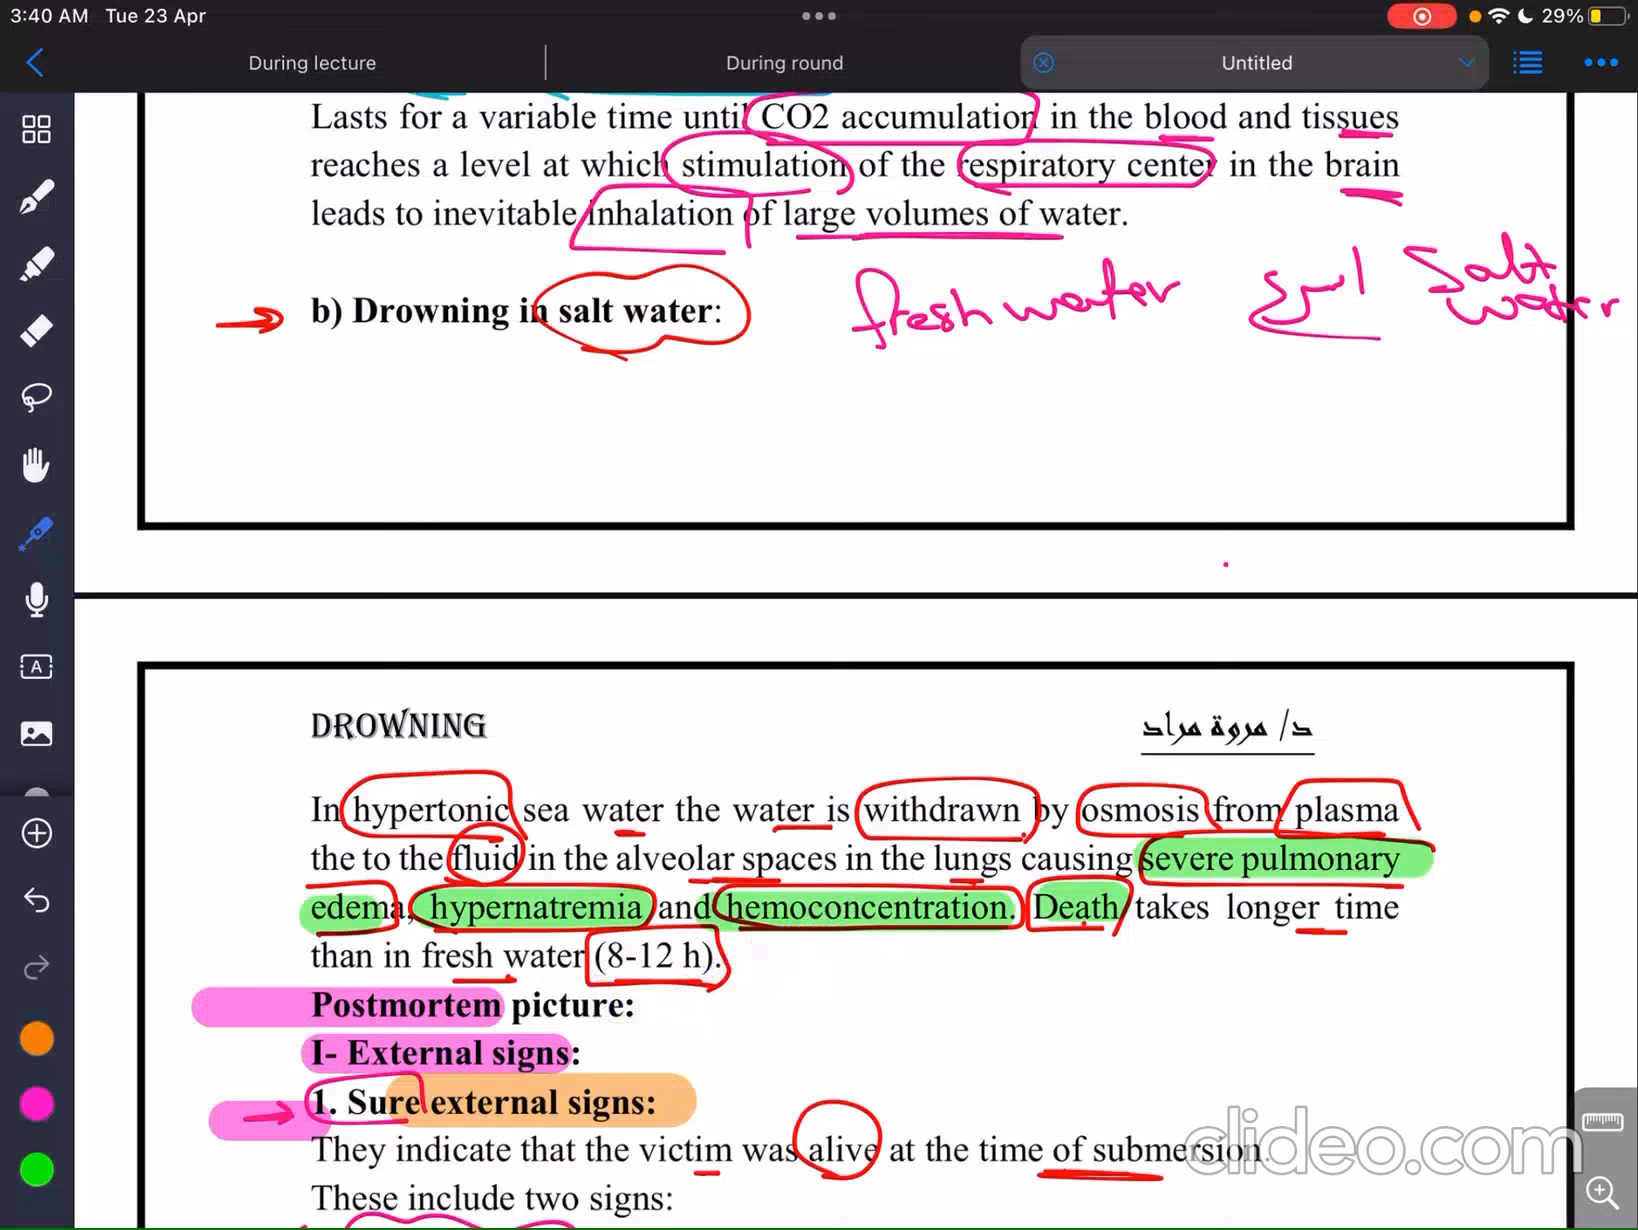 3:40 AM Tue 23 Apr
29%
During lecture
During round
Untitled
Lasts for a variable time until CO2 accumulation in the blood and tissues
reaches a level at which stimulation of the respiratory center in the brain
leads to inevitable inhalation of large volumes of water.
b) Drowning in salt water:
fresh water اسرع Salt water
DROWNING
د/ مروة مراد
In hypertonic sea water the water is withdrawn by osmosis from plasma
the to the fluid in the alveolar spaces in the lungs causing severe pulmonary
edema, hypernatremia and hemoconcentration. Death takes longer time
than in fresh water (8-12 h).
Postmortem picture:
I- External signs:
1. Sure external signs:
They indicate that the victim was alive at the time of submersion.
These include two signs:
A
clideo.com